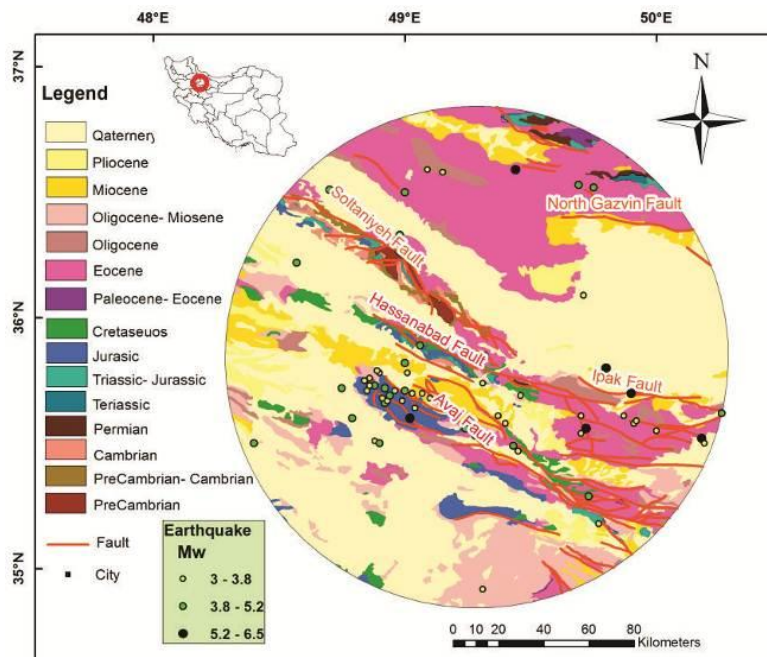 48°E
49°E
50°E
37°N
36°N
35°N
N
Legend
Qaternery
Pliocene
Miocene
Oligocene- Miosene
Oligocene
Eocene
Paleocene- Eocene
Cretaseuos
Jurasic
Triassic- Jurassic
Teriassic
Permian
Cambrian
PreCambrian- Cambrian
PreCambrian
Fault
City
Earthquake
Mw
3 - 3.8
3.8 - 5.2
5.2 - 6.5
Soltaniyeh Fault
North Gazvin Fault
Hassanabad Fault
Ipak Fault
Avaj Fault
0 10 20 40 60 80
Kilometers